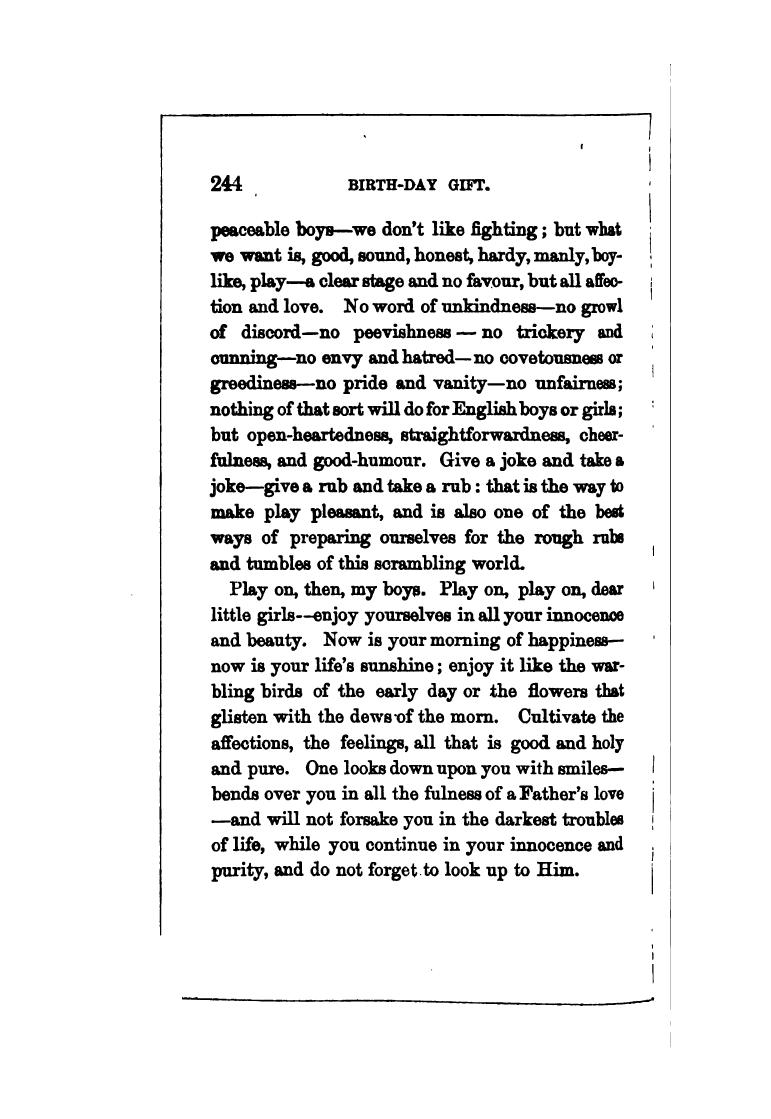 244 BIRTH-DAY GIFT.
peaceable boys—we don't like fighting; but what
we want is, good, sound, honest, hardy, manly, boy-
like, play—a clear stage and no favour, but all affec-
tion and love. No word of unkindness—no growl
of discord—no peevishness — no trickery and
cunning—no envy and hatred—no covetousness or
greediness—no pride and vanity—no unfairness;
nothing of that sort will do for English boys or girls;
but open-heartedness, straightforwardness, cheer-
fulness, and good-humour. Give a joke and take a
joke—give a rub and take a rub: that is the way to
make play pleasant, and is also one of the best
ways of preparing ourselves for the rough rubs
and tumbles of this scrambling world.
Play on, then, my boys. Play on, play on, dear
little girls--enjoy yourselves in all your innocence
and beauty. Now is your morning of happiness—
now is your life's sunshine; enjoy it like the war-
bling birds of the early day or the flowers that
glisten with the dews of the morn. Cultivate the
affections, the feelings, all that is good and holy
and pure. One looks down upon you with smiles—
bends over you in all the fulness of a Father's love
—and will not forsake you in the darkest troubles
of life, while you continue in your innocence and
purity, and do not forget to look up to Him.